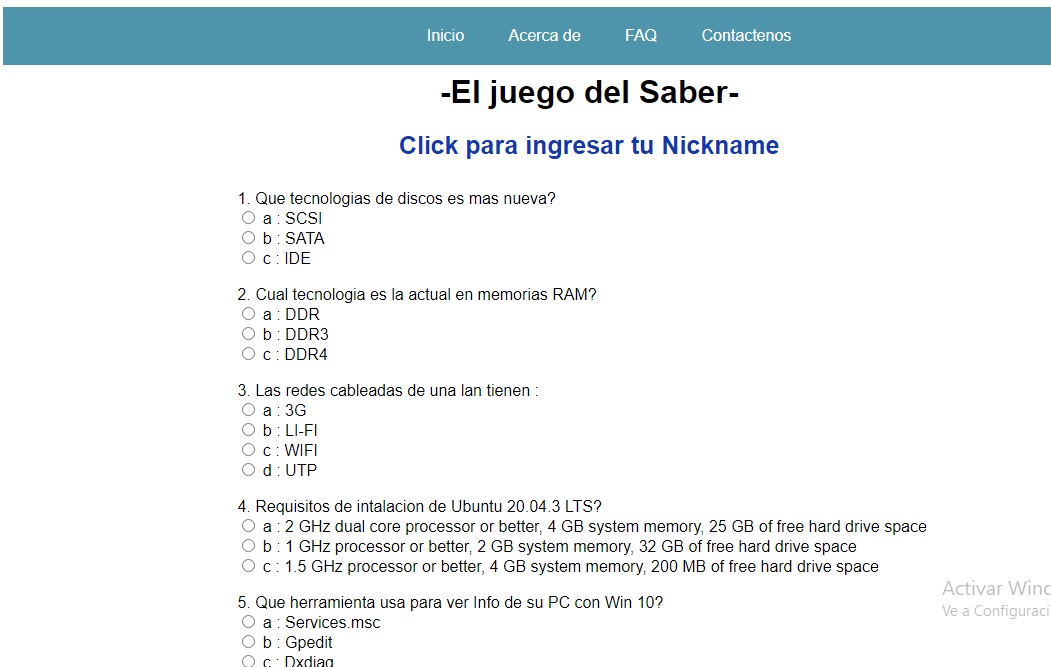 Inicio Acerca de FAQ Contactenos
-El juego del Saber-
Click para ingresar tu Nickname
1. Que tecnologias de discos es mas nueva?
a : SCSI
b : SATA
c : IDE
2. Cual tecnologia es la actual en memorias RAM?
a : DDR
b : DDR3
c : DDR4
3. Las redes cableadas de una lan tienen :
a : 3G
b : LI-FI
c : WIFI
d : UTP
4. Requisitos de intalacion de Ubuntu 20.04.3 LTS?
a : 2 GHz dual core processor or better, 4 GB system memory, 25 GB of free hard drive space
b : 1 GHz processor or better, 2 GB system memory, 32 GB of free hard drive space
c : 1.5 GHz processor or better, 4 GB system memory, 200 MB of free hard drive space
Activar Winc
Ve a Configuraci
5. Que herramienta usa para ver Info de su PC con Win 10?
a : Services.msc
b : Gpedit
c : Dxdiag